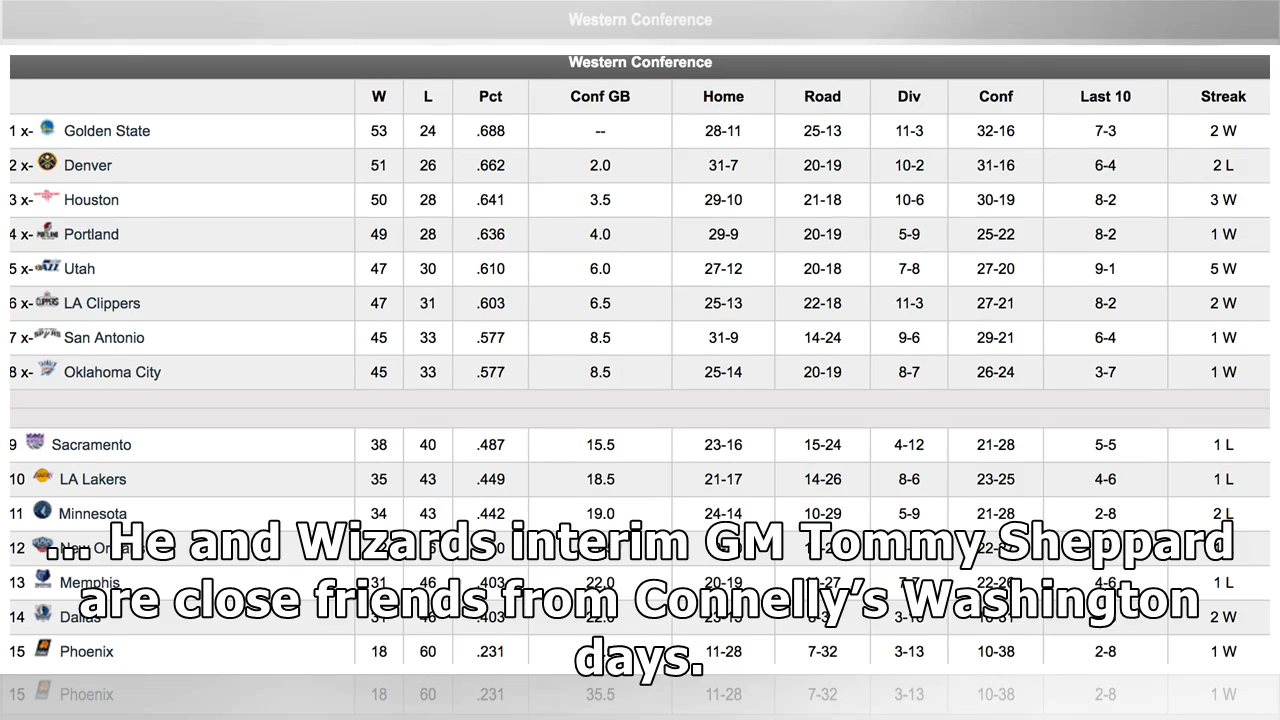 Western Conference
Western Conference
W L Pct Conf GB Home Road Div Conf Last 10 Streak
1 x- Golden State 53 24 .688 -- 28-11 25-13 11-3 32-16 7-3 2 W
2 x- Denver 51 26 .662 2.0 31-7 20-19 10-2 31-16 6-4 2 L
3 x- Houston 50 28 .641 3.5 29-10 21-18 10-6 30-19 8-2 3 W
4 x- Portland 49 28 .636 4.0 29-9 20-19 5-9 25-22 8-2 1 W
5 x- Utah 47 30 .610 6.0 27-12 20-18 7-8 27-20 9-1 5 W
6 x- LA Clippers 47 31 .603 6.5 25-13 22-18 11-3 27-21 8-2 2 W
7 x- San Antonio 45 33 .577 8.5 31-9 14-24 9-6 29-21 6-4 1 W
8 x- Oklahoma City 45 33 .577 8.5 25-14 20-19 8-7 26-24 3-7 1 W
9 Sacramento 38 40 .487 15.5 23-16 15-24 4-12 21-28 5-5 1 L
10 LA Lakers 35 43 .449 18.5 21-17 14-26 8-6 23-25 4-6 1 L
11 Minnesota 34 43 .442 19.0 24-14 10-29 5-9 21-28 2-8 2 L
12
.... He and Wizards interim GM Tommy Sheppard
13 Memphis 31 46 .403 22.0 20-19 4-6 1 L
are close friends from Connelly's Washington
14 Dallas .403 2 W
15 Phoenix 18 60 .231 11-28 7-32 3-13 10-38 2-8 1 W
days.
15 Phoenix 18 60 .231 35.5 11-28 7-32 3-13 10-38 2-8 1 W